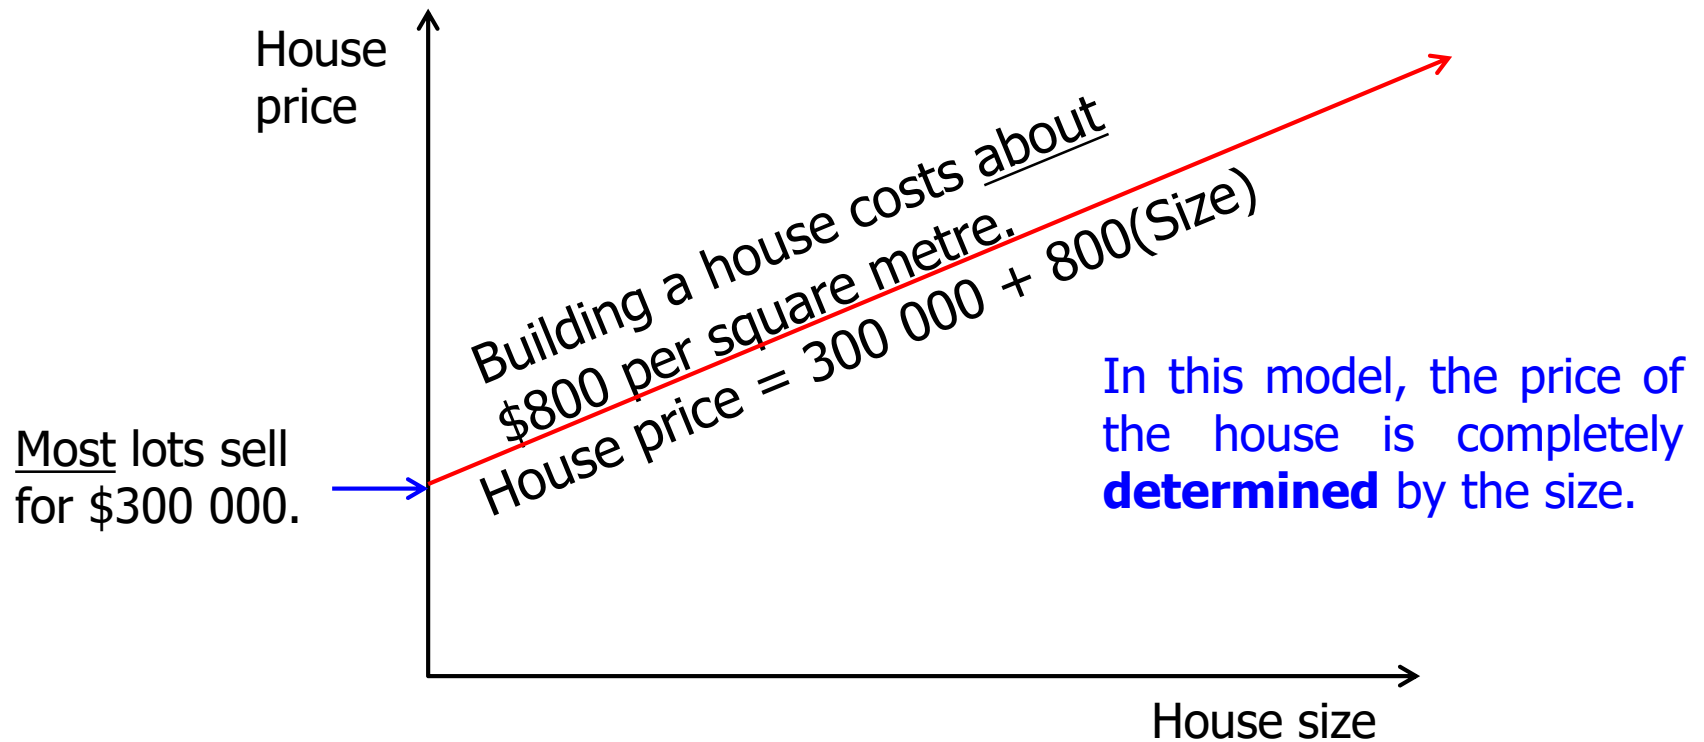 House
price
Building a house costs about
$800 per square metre.
House price = 300 000 + 800(Size)
In this model, the price of
the house is completely
determined by the size.
Most lots sell
for $300 000.
House size